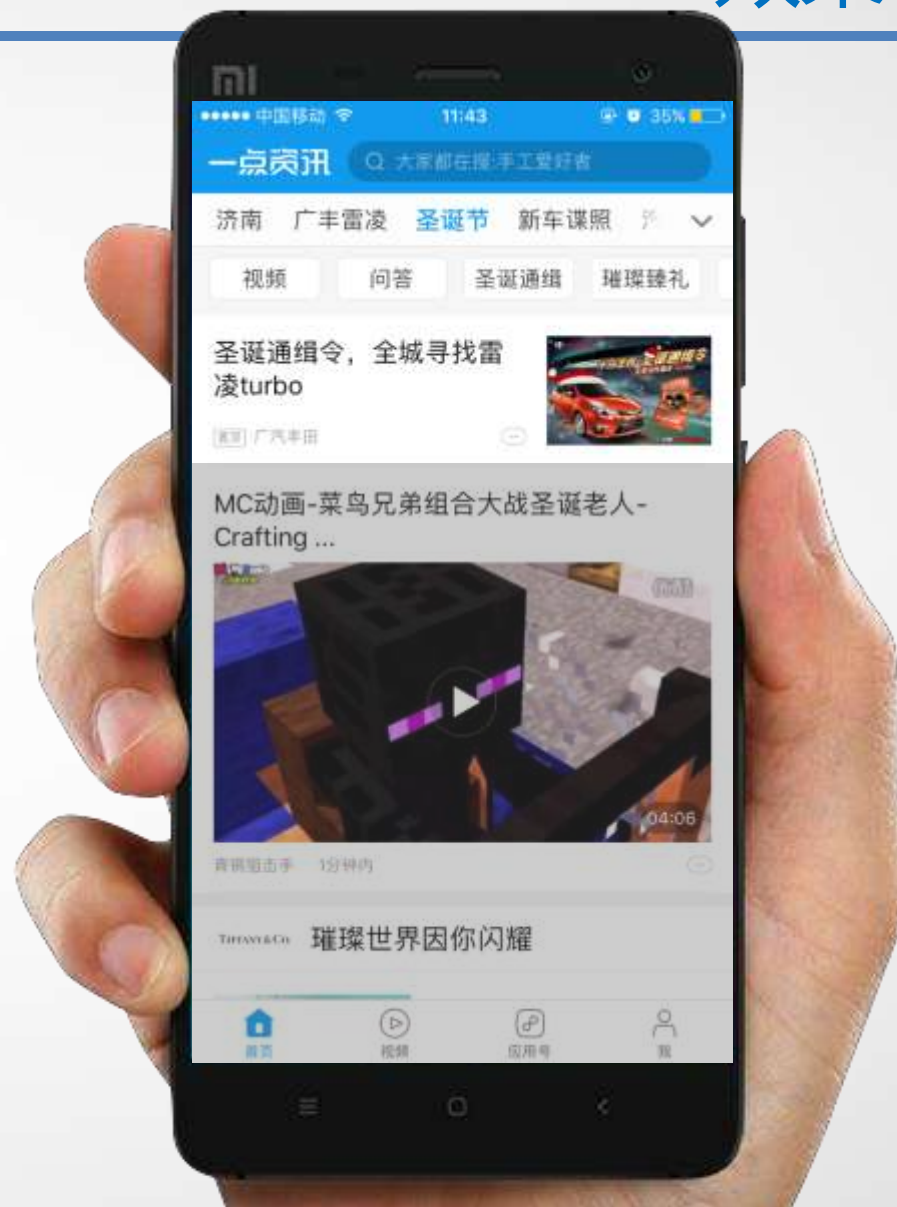 mi
中国移动 11:43 35%
一点资讯 大家都在搜:手工爱好者
济南 广丰雷凌 圣诞节 新车谍照
视频 问答 圣诞通缉 璀璨臻礼
圣诞通缉令，全城寻找雷
凌turbo
广汽丰田
MC动画-菜鸟兄弟组合大战圣诞老人-
Crafting ...
04:06
青铜狙击手 1分钟内
TIFFANY & CO. 璀璨世界因你闪耀
首页 视频 应用号 我